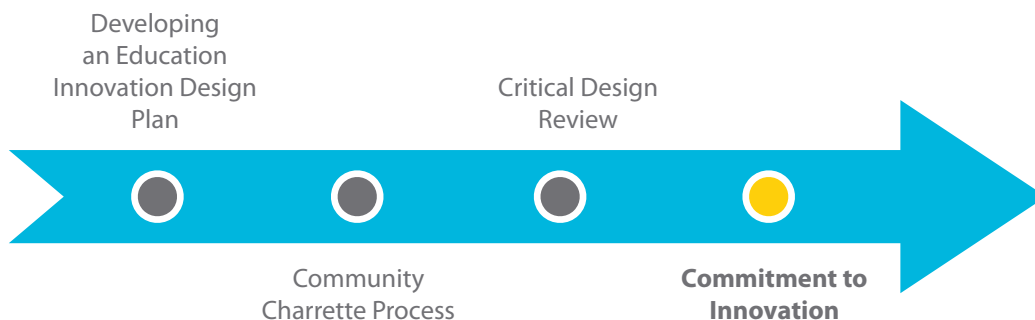 Developing
an Education
Innovation Design
Plan
Critical Design
Review
Community
Charrette Process
Commitment to
Innovation